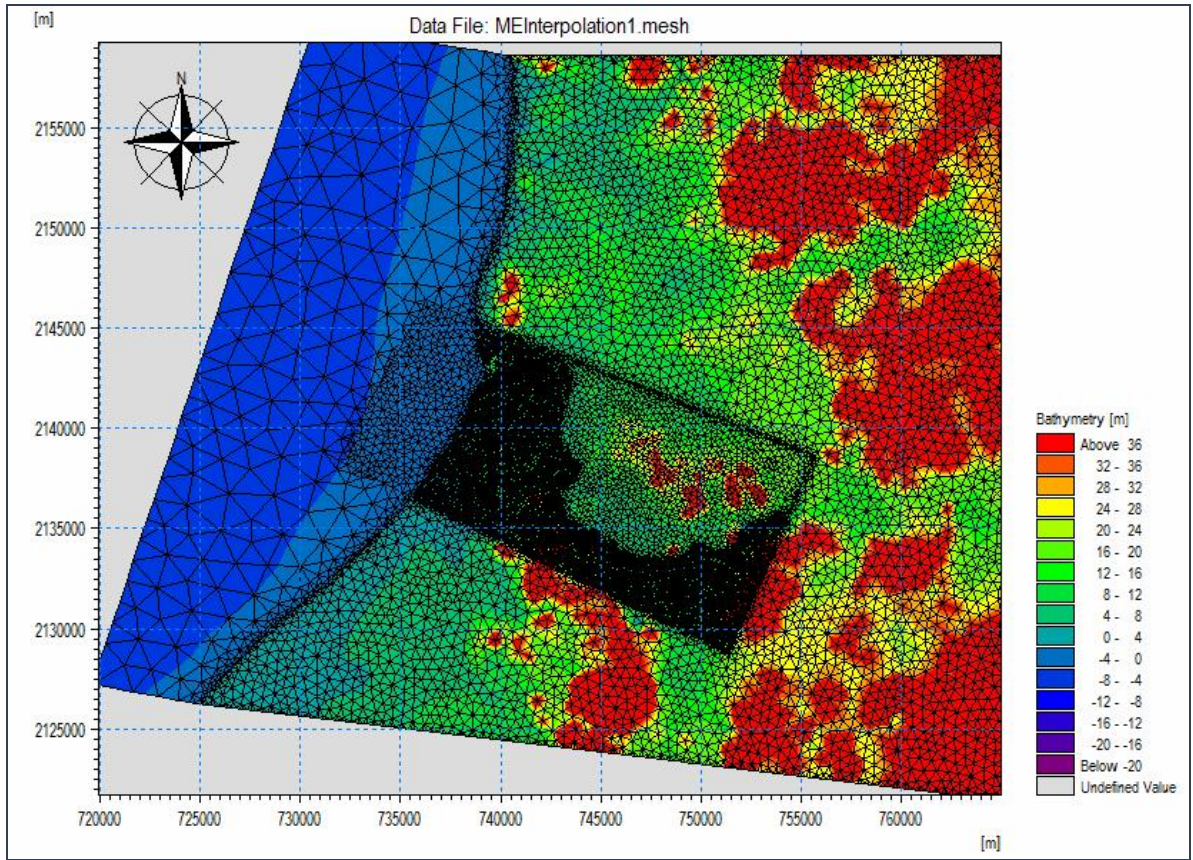 [m]
Data File: MEInterpolation1.mesh
N
2155000
2150000
2145000
2140000
2135000
2130000
2125000
720000 725000 730000 735000 740000 745000 750000 755000 760000
[m]
Bathymetry [m]
Above 36
32 - 36
28 - 32
24 - 28
20 - 24
16 - 20
12 - 16
8 - 12
4 - 8
0 - 4
-4 - 0
-8 - -4
-12 - -8
-16 - -12
-20 - -16
Below -20
Undefined Value